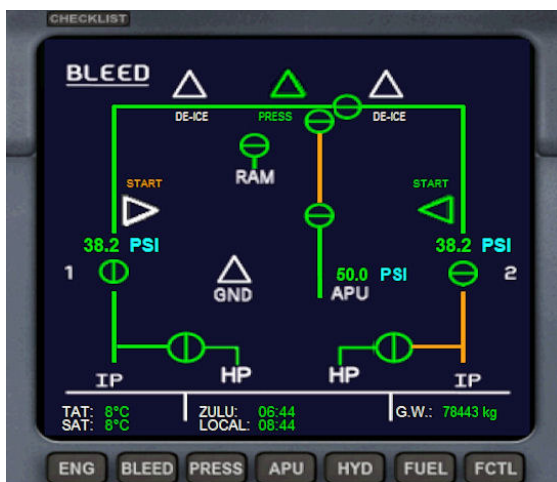 CHECKLIST
BLEED
DE-ICE PRESS DE-ICE
RAM
START START
38.2 PSI 38.2 PSI
1 50.0 PSI 2
GND APU
IP HP HP IP
TAT: 8°C ZULU: 06:44 G.W.: 78443 kg
SAT: 8°C LOCAL: 08:44
ENG BLEED PRESS APU HYD FUEL FCTL